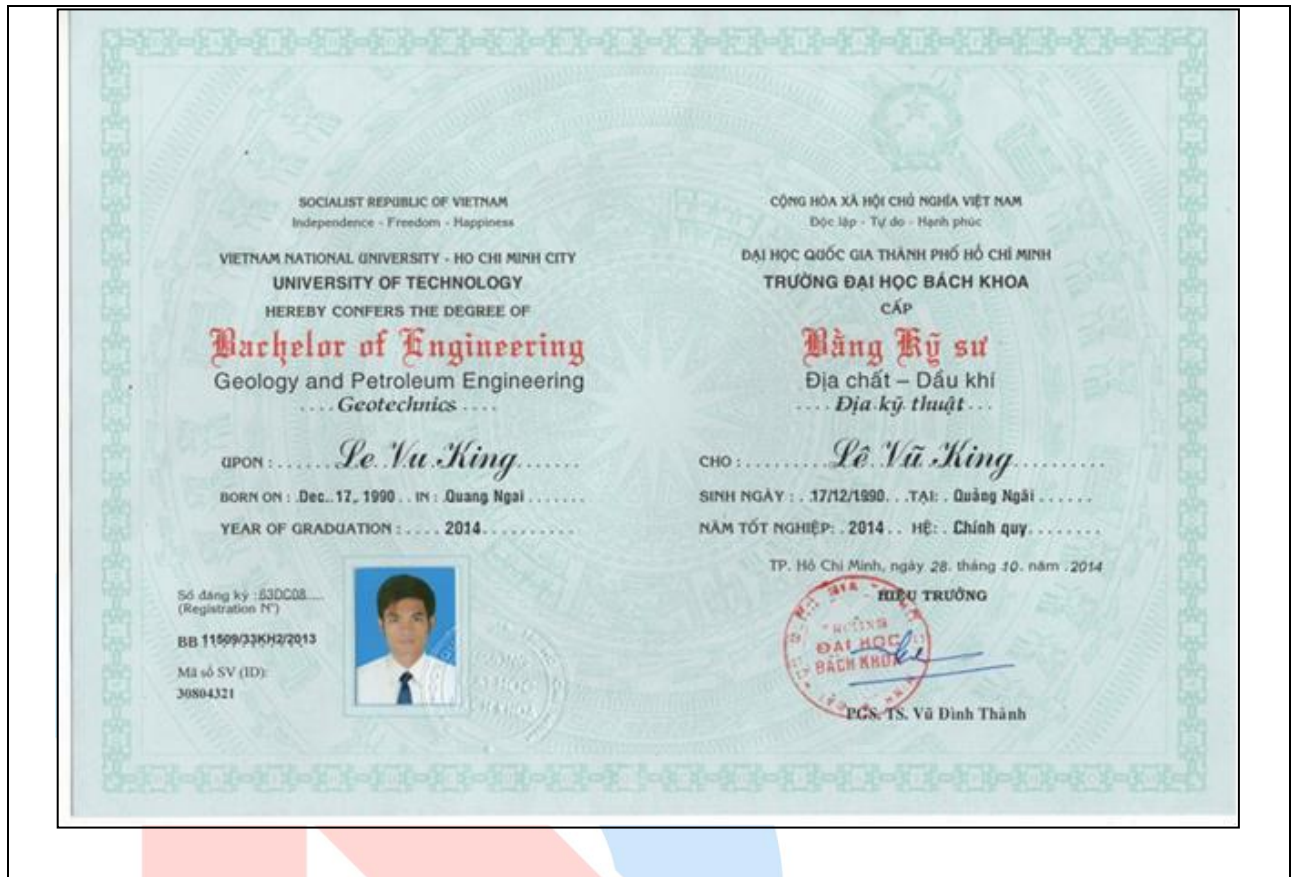 SOCIALIST REPUBLIC OF VIETNAM
Independence - Freedom - Happiness
VIETNAM NATIONAL UNIVERSITY - HO CHI MINH CITY
UNIVERSITY OF TECHNOLOGY
HEREBY CONFERS THE DEGREE OF
Bachelor of Engineering
Geology and Petroleum Engineering
....Geotechnics....
UPON :......Le Vu King.......
BORN ON : .Dec. 17, 1990 . . IN : .Quang Ngai .......
YEAR OF GRADUATION : .... 2014..........
Số đăng ký : 63DC08.....
(Registration N°)
BB 11509/33KH2/2013
Mã số SV (ID):
30804321
CỘNG HÒA XÃ HỘI CHỦ NGHĨA VIỆT NAM
Độc lập - Tự do - Hạnh phúc
ĐẠI HỌC QUỐC GIA THÀNH PHỐ HỒ CHÍ MINH
TRƯỜNG ĐẠI HỌC BÁCH KHOA
CẤP
Bằng Kỹ sư
Địa chất – Dầu khí
....Địa kỹ thuật...
CHO :.........Lê Vũ King..........
SINH NGÀY : . 17/12/1990. . .TẠI: . Quảng Ngãi ......
NĂM TỐT NGHIỆP: . 2014 . . HỆ: . Chính quy........
TP. Hồ Chí Minh, ngày 28. tháng 10. năm .2014
HIỆU TRƯỞNG
TRƯỜNG
ĐẠI HỌC
BÁCH KHOA
PGS. TS. Vũ Đình Thành